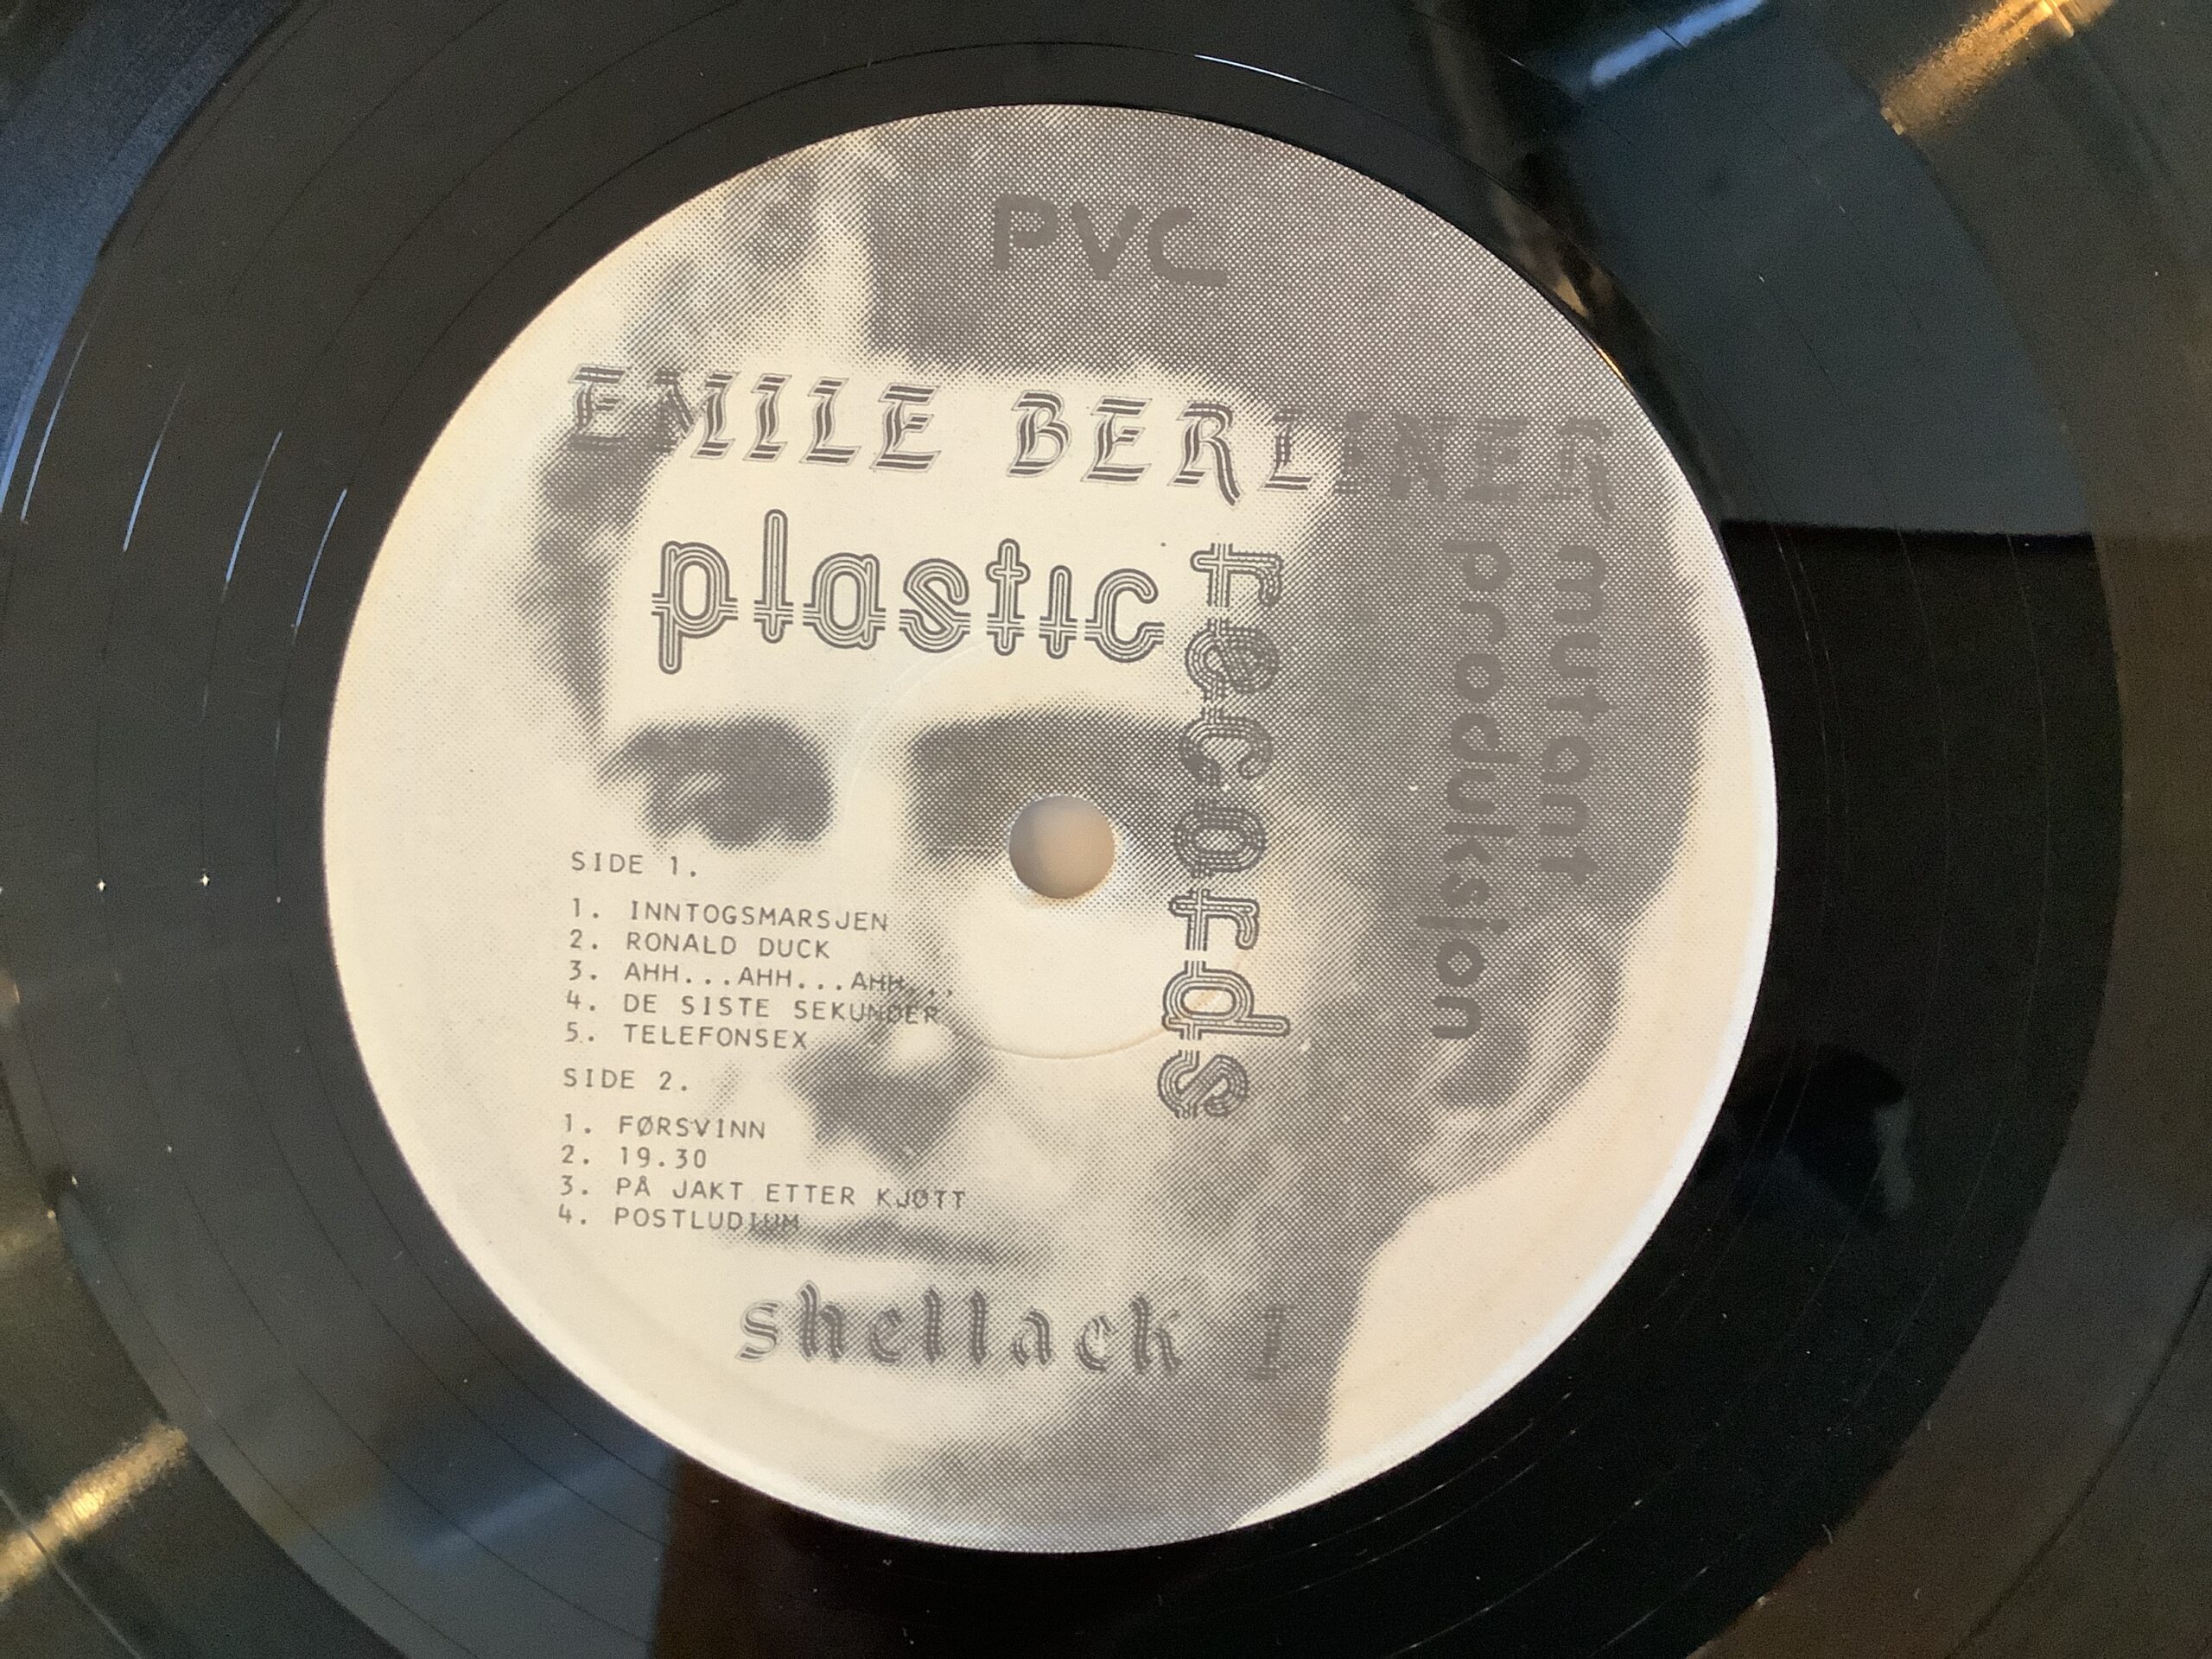 PVC
EMILE BERLINER
plastic
records
mutant
produksjon
SIDE 1.
1. INNTOGSMARSJEN
2. RONALD DUCK
3. AHH...AHH...AHH...
4. DE SISTE SEKUNDER
5. TELEFONSEX
SIDE 2.
1. FØRSVINN
2. 19.30
3. PÅ JAKT ETTER KJØTT
4. POSTLUDIUM
shellack 1